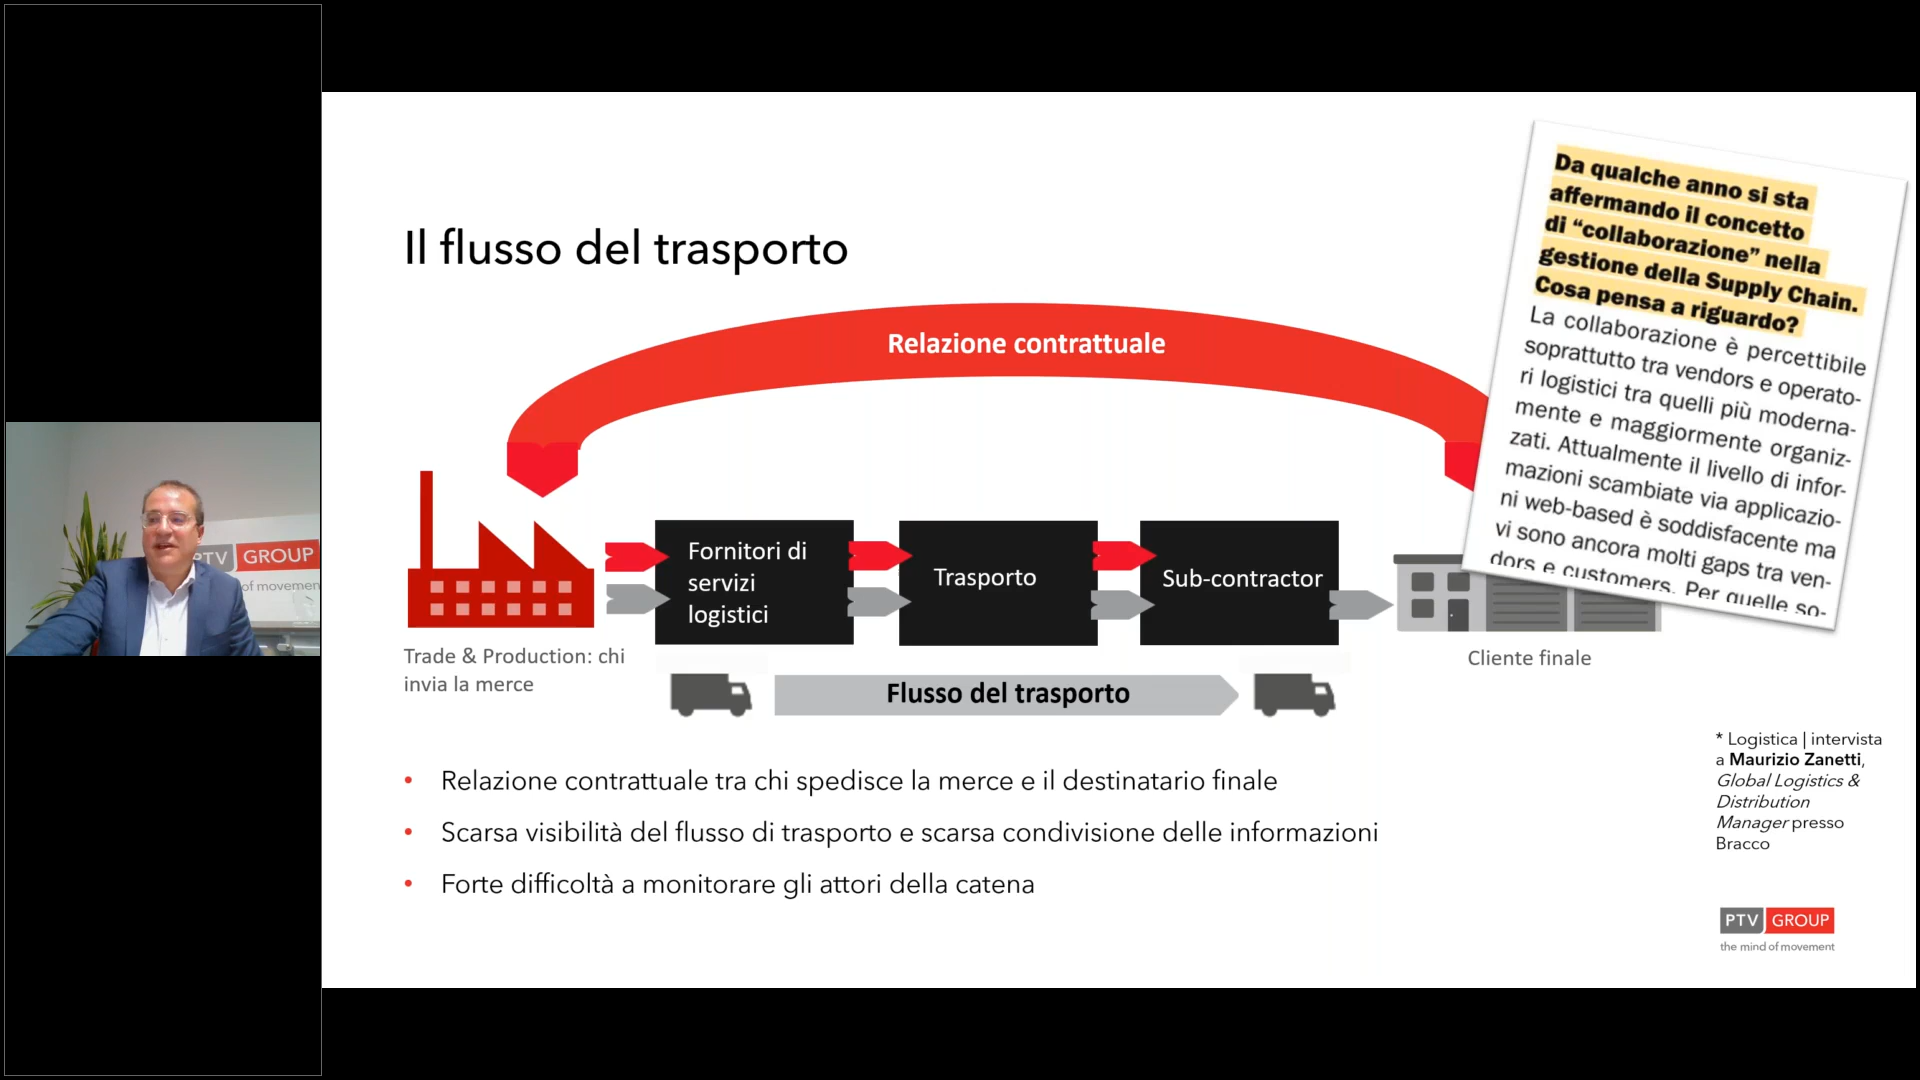 Il flusso del trasporto
Relazione contrattuale
Fornitori di
servizi
logistici
Trasporto
Sub-contractor
Trade & Production: chi
invia la merce
Cliente finale
Flusso del trasporto
• Relazione contrattuale tra chi spedisce la merce e il destinatario finale
• Scarsa visibilità del flusso di trasporto e scarsa condivisione delle informazioni
• Forte difficoltà a monitorare gli attori della catena
Da qualche anno si sta
affermando il concetto
di “collaborazione” nella
gestione della Supply Chain.
Cosa pensa a riguardo?
La collaborazione è percettibile
soprattutto tra vendors e operato-
ri logistici tra quelli più moderna-
mente e maggiormente organiz-
zati. Attualmente il livello di infor-
mazioni scambiate via applicazio-
ni web-based è soddisfacente ma
vi sono ancora molti gaps tra ven-
dors e customers. Per quelle so-
* Logistica | intervista
a Maurizio Zanetti,
Global Logistics &
Distribution
Manager presso
Bracco
PTV GROUP
the mind of movement
PTV GROUP
of movemen